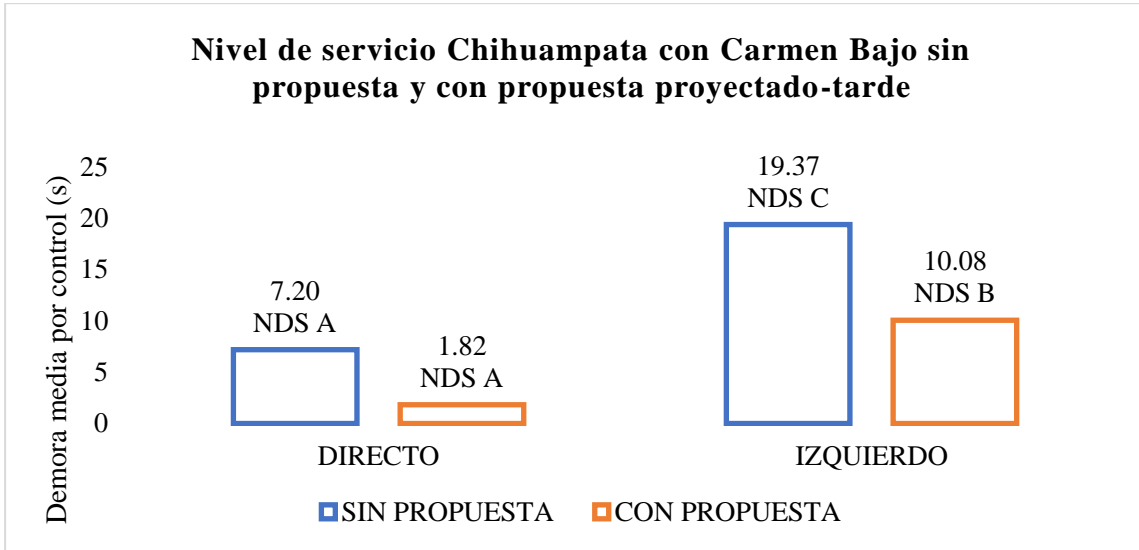 Nivel de servicio Chihuampata con Carmen Bajo sin
propuesta y con propuesta proyectado-tarde
Demora media por control (s)
25
20
15
10
5
0
7.20
NDS A
1.82
NDS A
19.37
NDS C
10.08
NDS B
DIRECTO
IZQUIERDO
SIN PROPUESTA
CON PROPUESTA